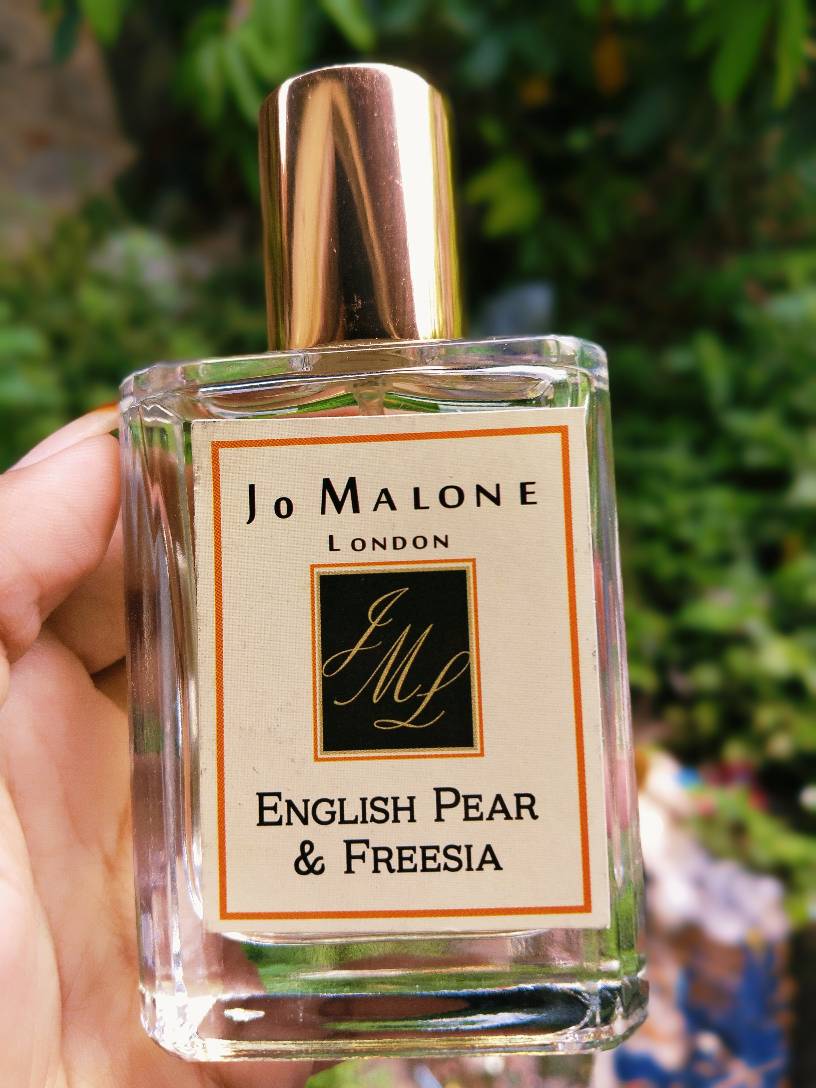 Jo MALONE
LONDON
JML
ENGLISH PEAR
& FREESIA